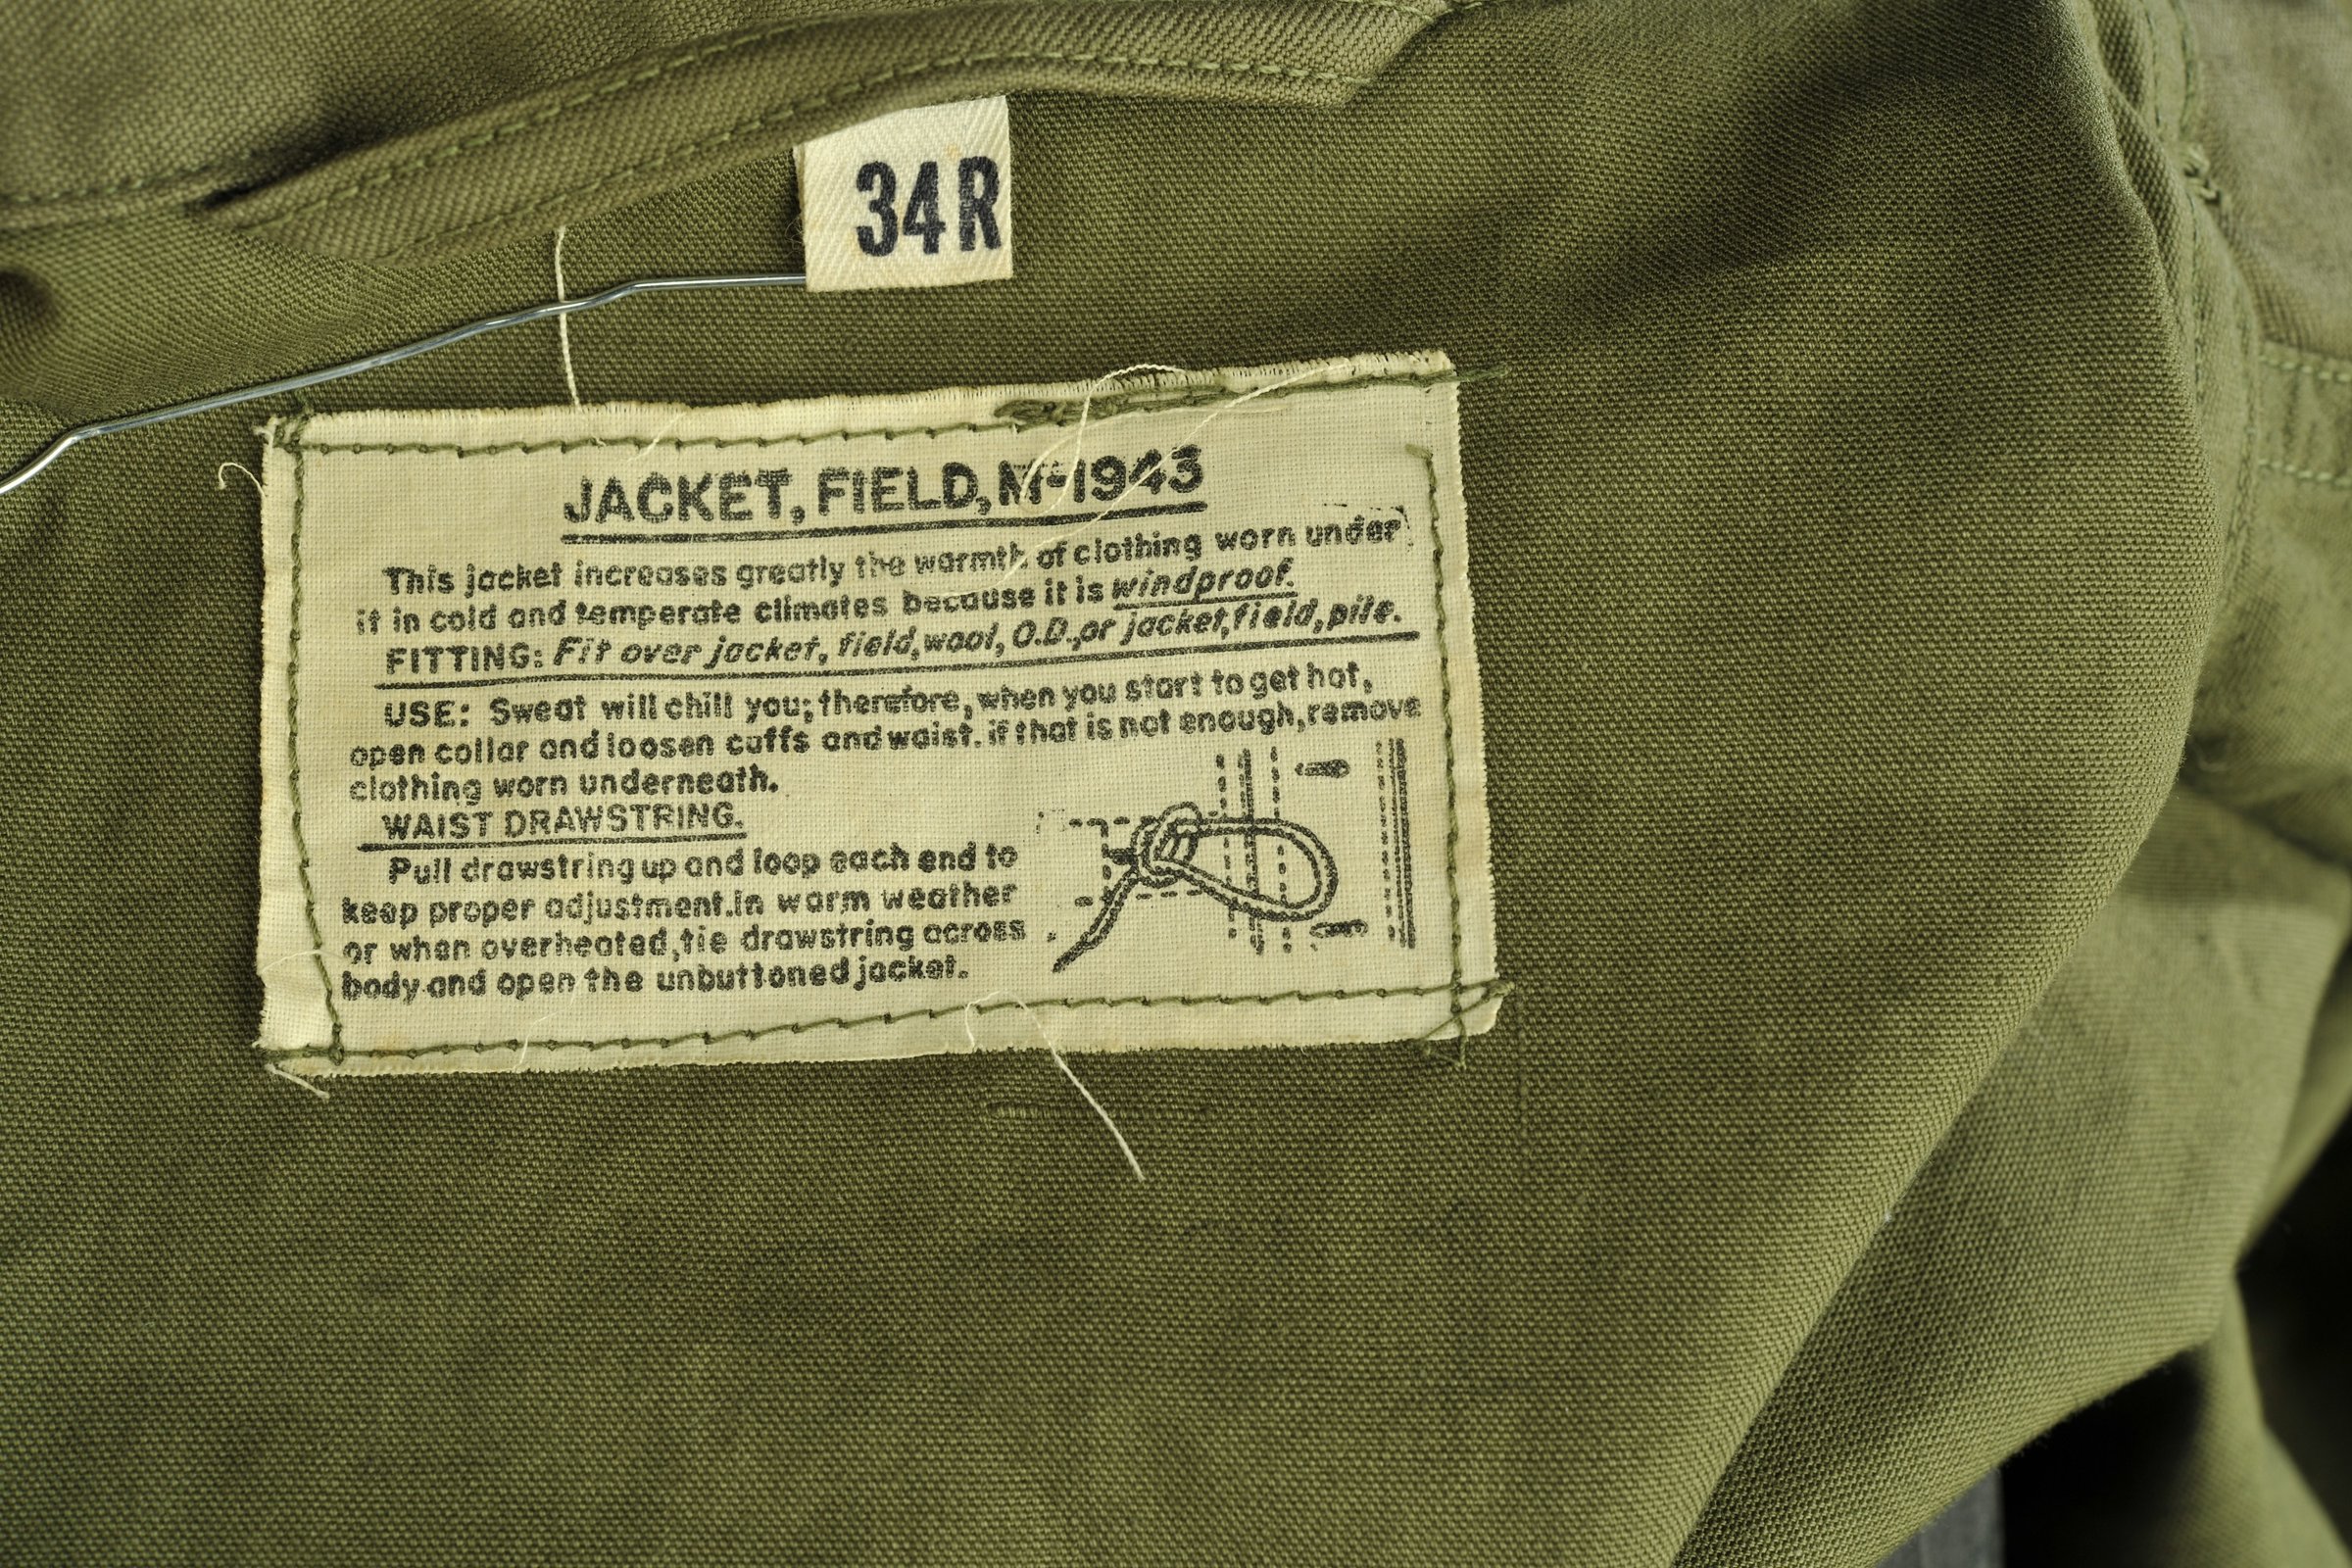 34R
JACKET, FIELD, M-1943
This jacket increases greatly the warmth of clothing worn under
it in cold and temperate climates because it is windproof.
FITTING: Fit over jacket, field, wool, O.D., or jacket, field, pile.
USE: Sweat will chill you; therefore, when you start to get hot,
open collar and loosen cuffs and waist. if that is not enough, remove
clothing worn underneath.
WAIST DRAWSTRING.
Pull drawstring up and loop each end to
keep proper adjustment. In warm weather
or when overheated, tie drawstring across
body and open the unbuttoned jacket.